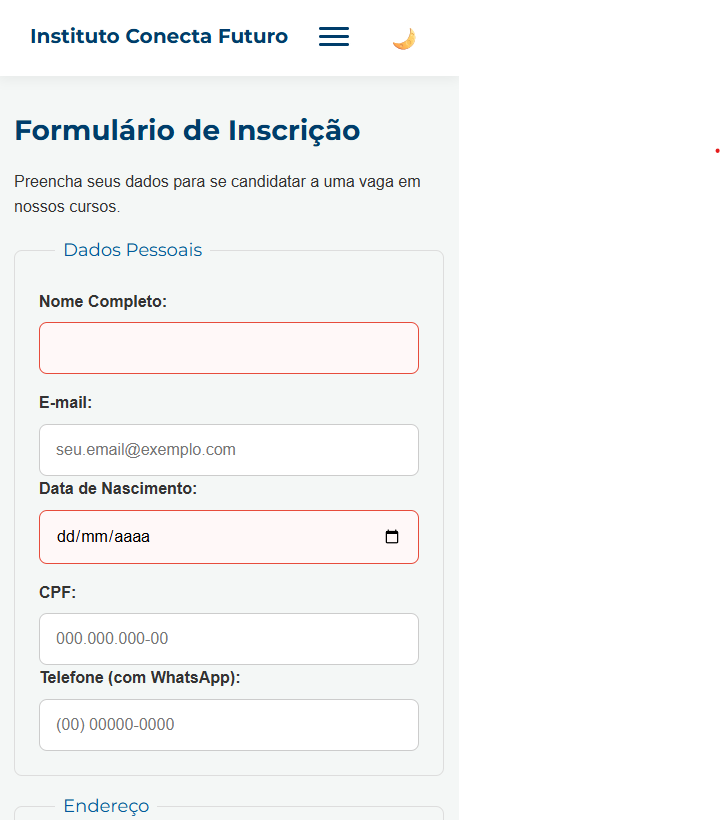 Instituto Conecta Futuro
Formulário de Inscrição
Preencha seus dados para se candidatar a uma vaga em
nossos cursos.
Dados Pessoais
Nome Completo:
E-mail:
seu.email@exemplo.com
Data de Nascimento:
dd/mm/aaaa
CPF:
000.000.000-00
Telefone (com WhatsApp):
(00) 00000-0000
Endereço